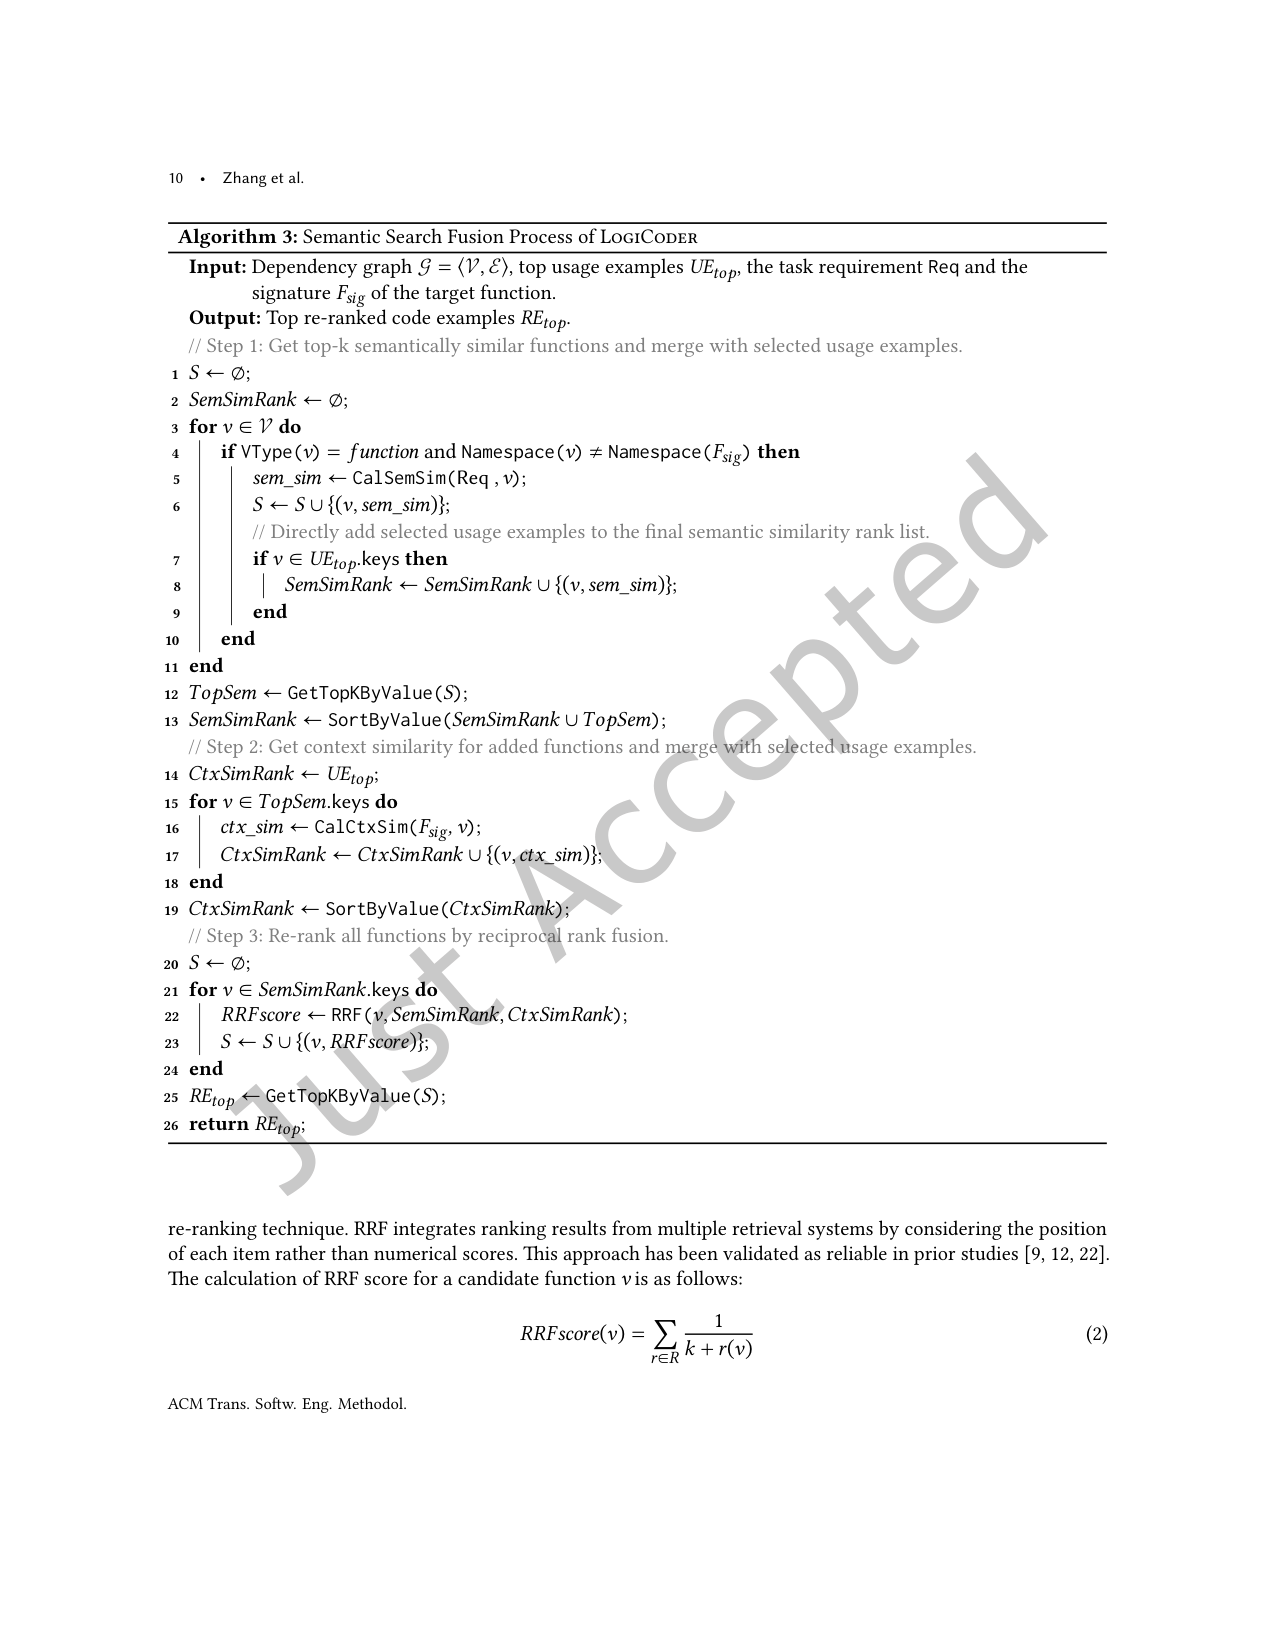 10 • Zhang et al.
Algorithm 3: Semantic Search Fusion Process of LogiCoder
Input: Dependency graph 𝒢 = ⟨𝒱, ℰ⟩, top usage examples UE_top, the task requirement Req and the
signature F_sig of the target function.
Output: Top re-ranked code examples RE_top.
// Step 1: Get top-k semantically similar functions and merge with selected usage examples.
1 S ← ∅;
2 SemSimRank ← ∅;
3 for v ∈ 𝒱 do
4 if VType(v) = function and Namespace(v) ≠ Namespace(F_sig) then
5 sem_sim ← CalSemSim(Req , v);
6 S ← S ∪ {(v, sem_sim)};
// Directly add selected usage examples to the final semantic similarity rank list.
7 if v ∈ UE_top.keys then
8 SemSimRank ← SemSimRank ∪ {(v, sem_sim)};
9 end
10 end
11 end
12 TopSem ← GetTopKByValue(S);
13 SemSimRank ← SortByValue(SemSimRank ∪ TopSem);
// Step 2: Get context similarity for added functions and merge with selected usage examples.
14 CtxSimRank ← UE_top;
15 for v ∈ TopSem.keys do
16 ctx_sim ← CalCtxSim(F_sig, v);
17 CtxSimRank ← CtxSimRank ∪ {(v, ctx_sim)};
18 end
19 CtxSimRank ← SortByValue(CtxSimRank);
// Step 3: Re-rank all functions by reciprocal rank fusion.
20 S ← ∅;
21 for v ∈ SemSimRank.keys do
22 RRFscore ← RRF(v, SemSimRank, CtxSimRank);
23 S ← S ∪ {(v, RRFscore)};
24 end
25 RE_top ← GetTopKByValue(S);
26 return RE_top;
Just Accepted
re-ranking technique. RRF integrates ranking results from multiple retrieval systems by considering the position
of each item rather than numerical scores. This approach has been validated as reliable in prior studies [9, 12, 22].
The calculation of RRF score for a candidate function v is as follows:
RRFscore(v) = ∑_{r∈R} 1 / (k + r(v)) (2)
ACM Trans. Softw. Eng. Methodol.